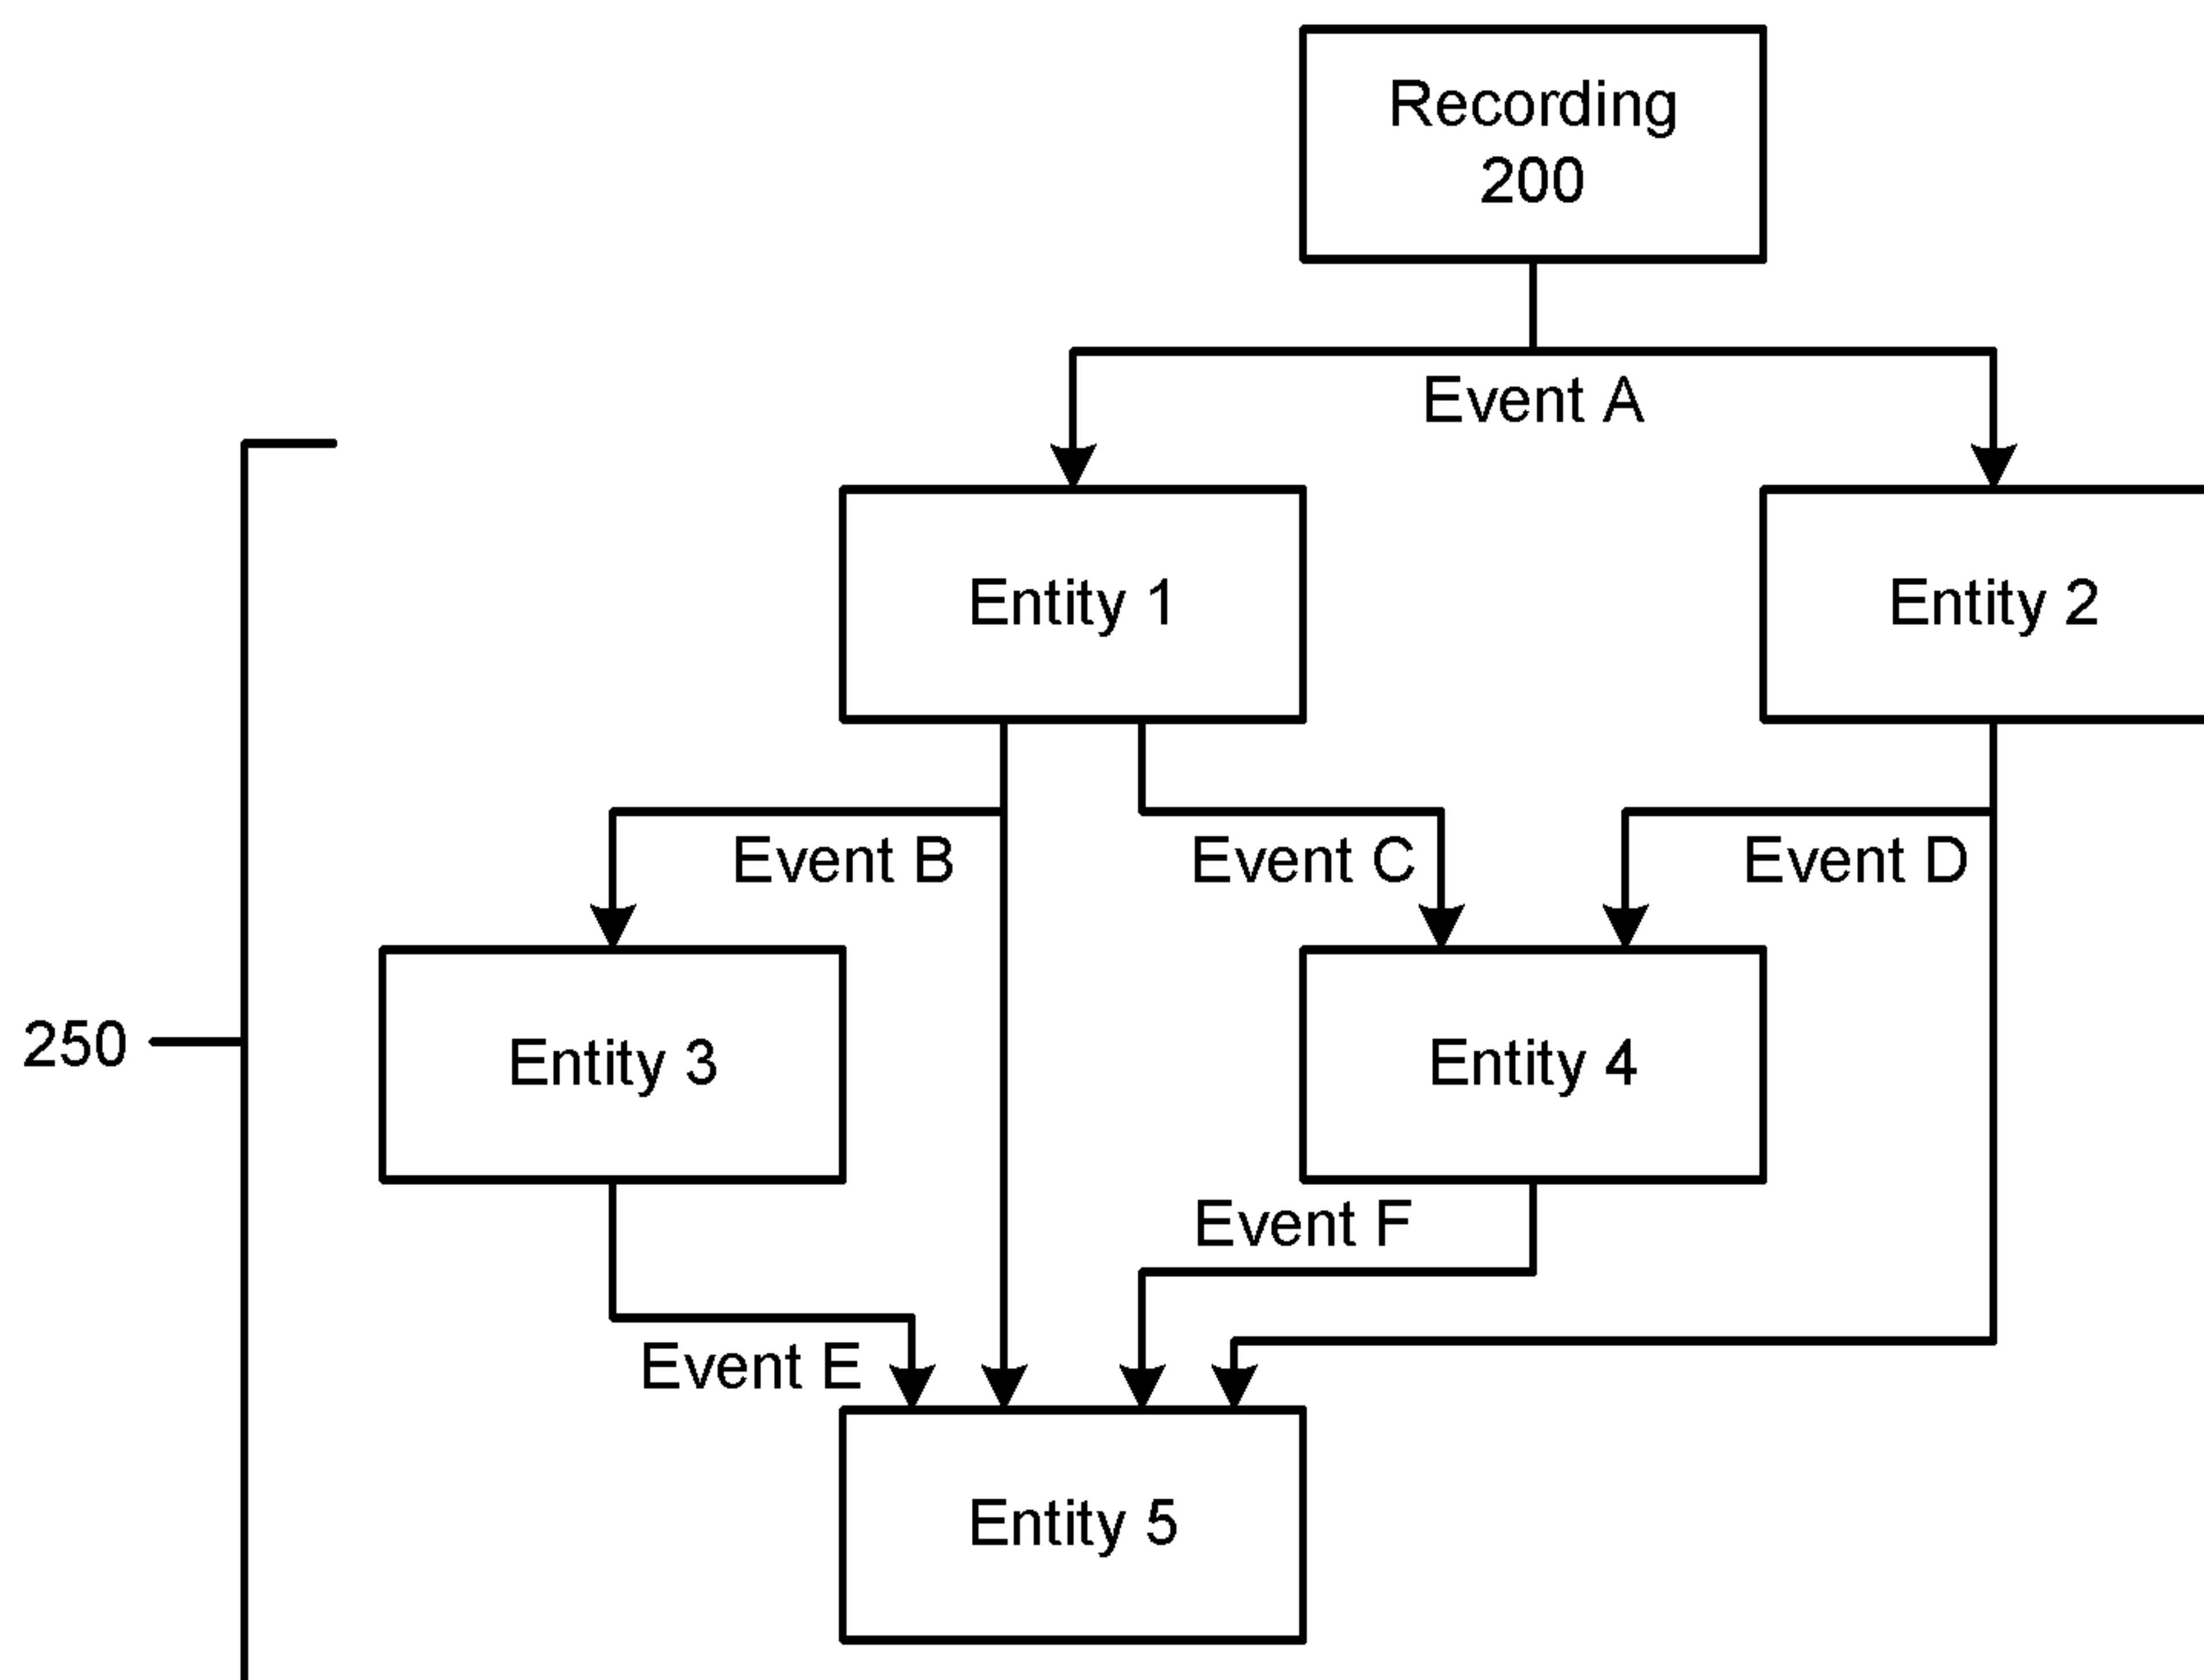 Recording
200
Event A
Entity 1
Entity 2
Event B
Event C
Event D
250
Entity 3
Entity 4
Event F
Event E
Entity 5